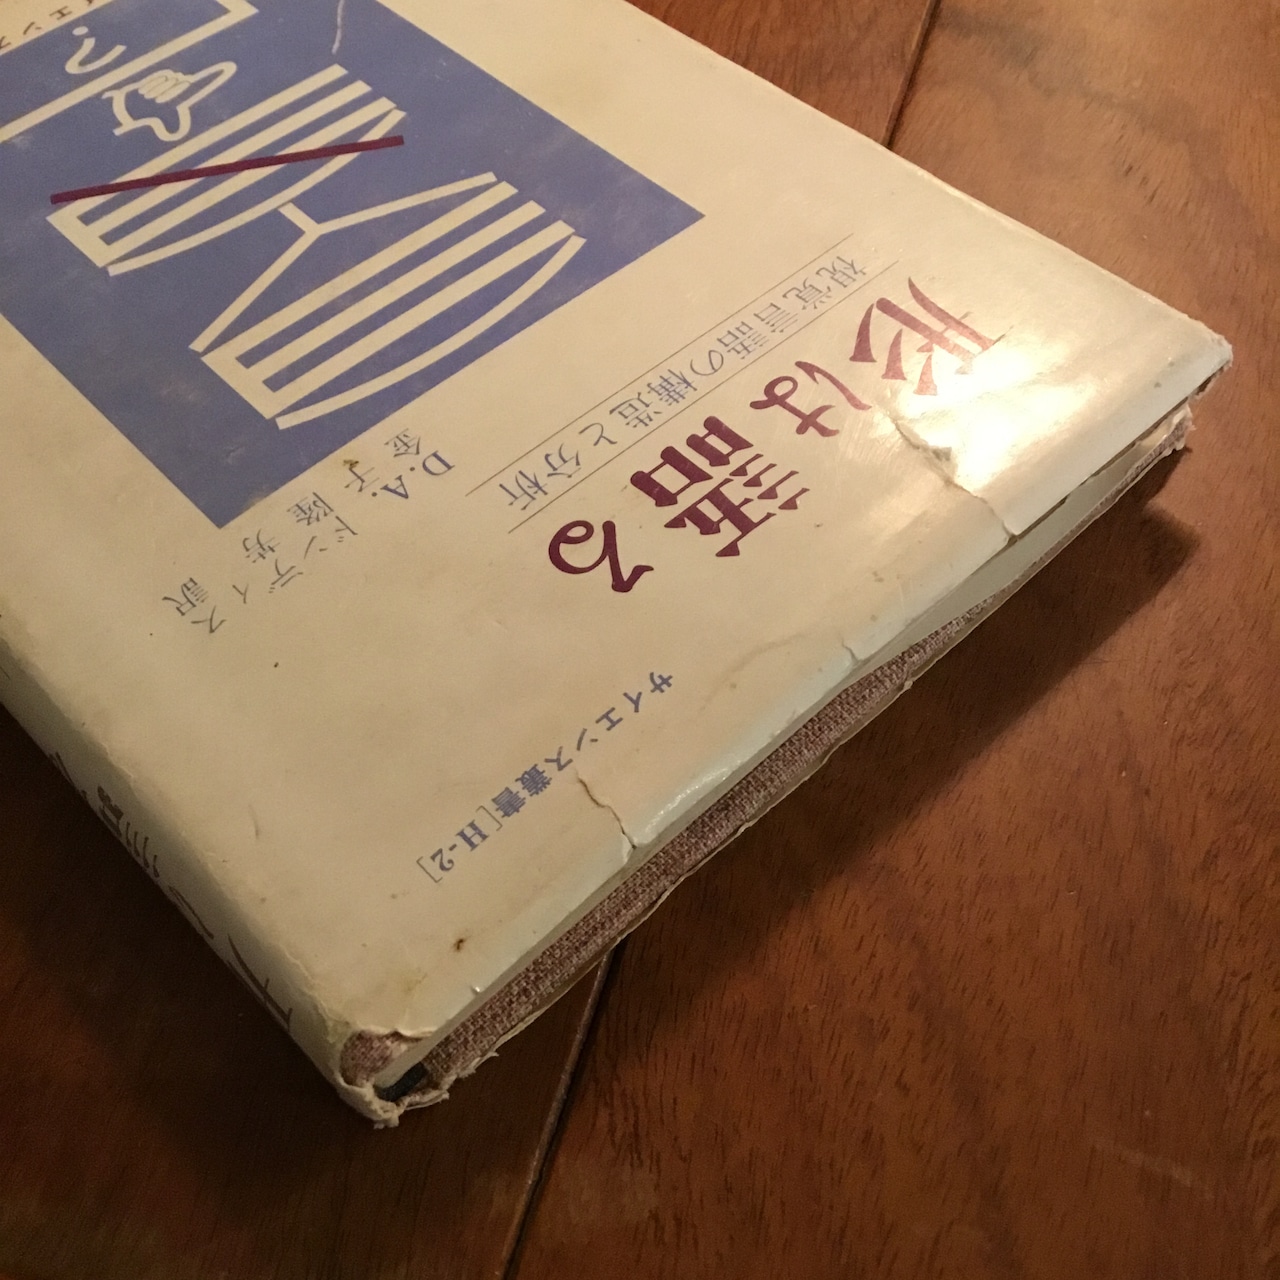 サイエンス叢書[H-2]
形は語る
視覚言語の構造と分析
D.A.ドンディス
金子隆芳訳